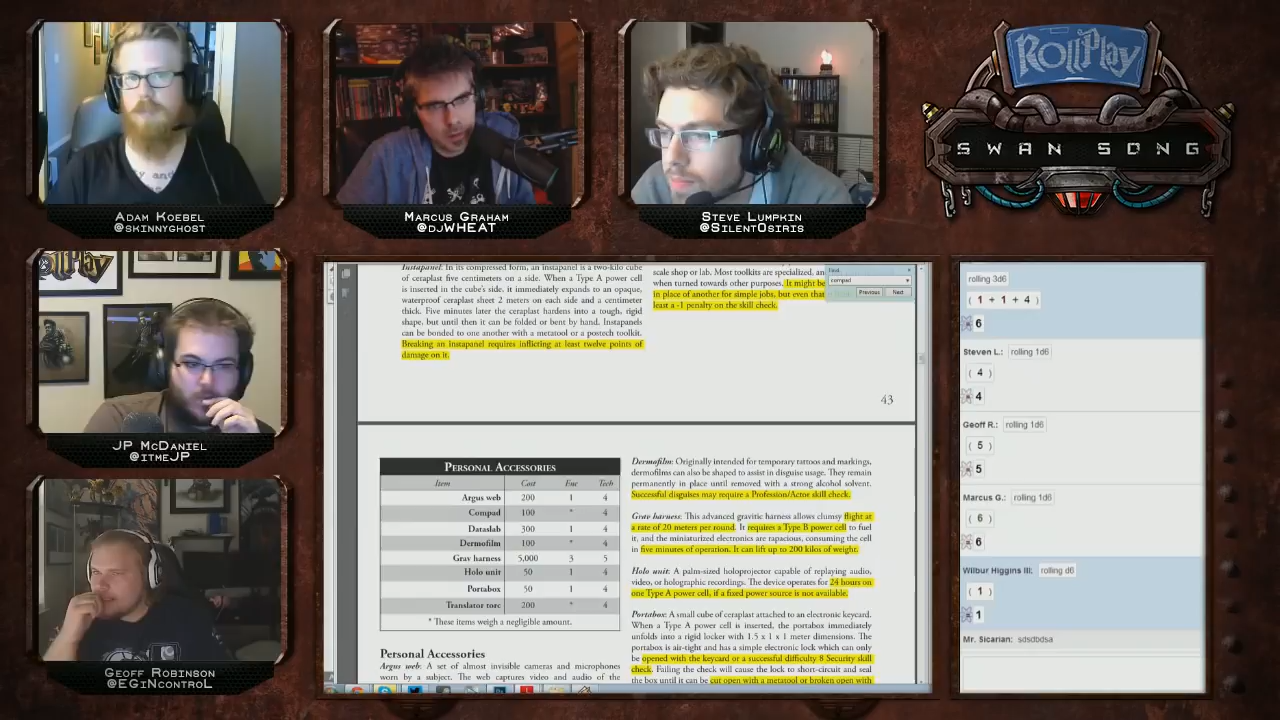 RollPlay
SWAN SONG
Adam Koebel
@skinnyghost
Marcus Graham
@djWHEAT
Steve Lumpkin
@SilentOsiris
JP McDaniel
@itmeJP
Geoff Robinson
@EGiNcontroL
Instapanel: In its compressed form, an instapanel is a two-kilo cube
of ceraplast five centimeters on a side. When a Type A power cell
is inserted in the cube's side, it immediately expands to an opaque,
waterproof ceraplast sheet 2 meters on each side and a centimeter
thick. Five minutes later the ceraplast hardens into a tough, rigid
shape, but until then it can be folded or bent by hand. Instapanels
can be bonded to one another with a metatool or a postech toolkit.
Breaking an instapanel requires inflicting at least twelve points of
damage on it.
scale shop or lab. Most toolkits are specialized, an
when turned towards other purposes. It might be
in place of another for simple jobs, but even that
least a -1 penalty on the skill check.
Find
compad
Previous
Next
43
Personal Accessories
Item Cost Enc Tech
Argus web 200 1 4
Compad 100 * 4
Dataslab 300 1 4
Dermofilm 100 * 4
Grav harness 5,000 3 5
Holo unit 50 1 4
Portabox 50 1 4
Translator torc 200 * 4
* These items weigh a negligible amount.
Personal Accessories
Argus web: A set of almost invisible cameras and microphones
worn by a subject. The web captures video and audio of the
Dermofilm: Originally intended for temporary tattoos and markings,
dermofilms can also be shaped to assist in disguise usage. They remain
permanently in place until removed with a strong alcohol solvent.
Successful disguises may require a Profession/Actor skill check.
Grav harness: This advanced gravitic harness allows clumsy flight at
a rate of 20 meters per round. It requires a Type B power cell to fuel
it, and the miniaturized electronics are rapacious, consuming the cell
in five minutes of operation. It can lift up to 200 kilos of weight.
Holo unit: A palm-sized holoprojector capable of replaying audio,
video, or holographic recordings. The device operates for 24 hours on
one Type A power cell, if a fixed power source is not available.
Portabox: A small cube of ceraplast attached to an electronic keycard.
When a Type A power cell is inserted, the portabox immediately
unfolds into a rigid locker with 1.5 x 1 x 1 meter dimensions. The
portabox is air-tight and has a simple electronic lock which can only
be opened with the keycard or a successful difficulty 8 Security skill
check. Failing the check will cause the lock to short-circuit and seal
the box until it can be cut open with a metatool or broken open with
rolling 3d6
( 1 + 1 + 4 )
6
Steven L.: rolling 1d6
( 4 )
4
Geoff R.: rolling 1d6
( 5 )
5
Marcus G.: rolling 1d6
( 6 )
6
Wilbur Higgins III: rolling d6
( 1 )
1
Mr. Sicarian: sdsdbdsa